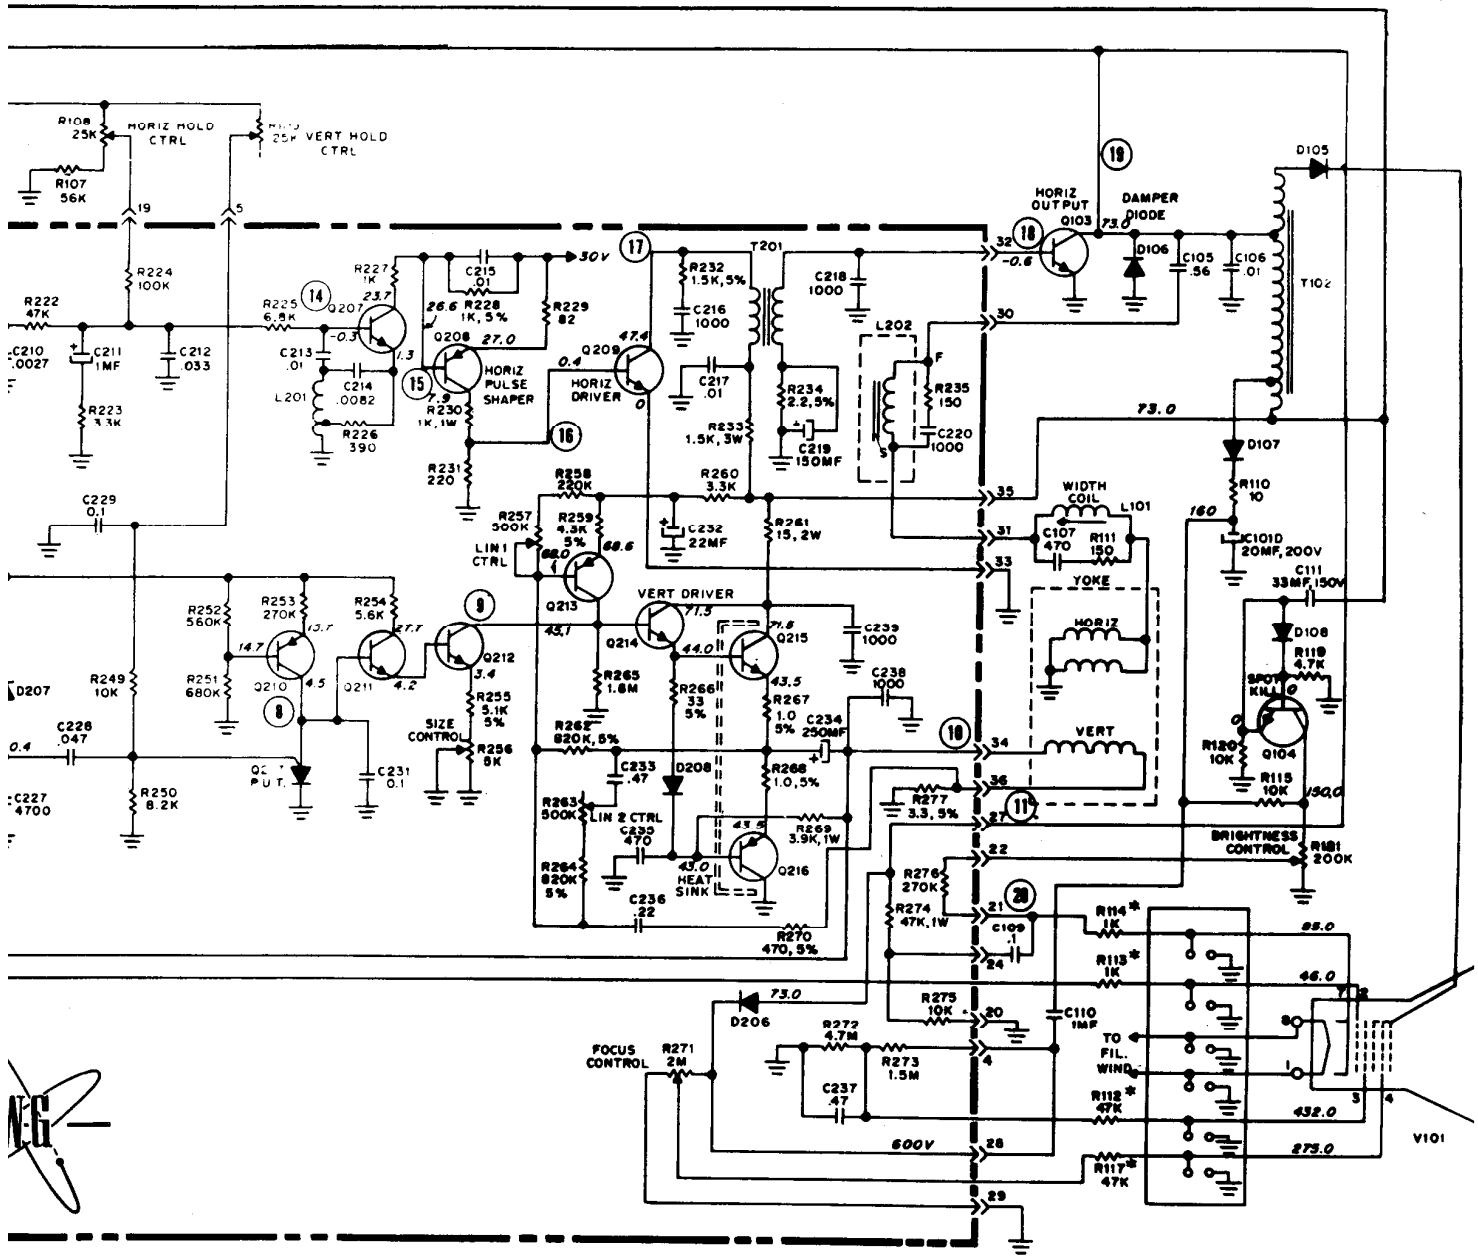 R108
25K
HORIZ HOLD
CTRL
25K VERT HOLD
CTRL
R107
56K
19
5
R224
100K
R222
47K
C210
.0027
C211
1MF
C212
.033
R223
3.3K
R225
6.8K
14
Q207
-0.3
23.7
1.3
R227
1K
C213
.01
C214
.0082
L201
R226
390
C215
.01
R228
1K, 5%
30V
R229
82
26.6
Q208
27.0
15
7.9
HORIZ
PULSE
SHAPER
R230
1K, 1W
R231
220
16
0.4
17
Q209
47.4
HORIZ
DRIVER
0
R232
1.5K, 5%
C216
1000
T201
C217
.01
R233
1.5K, 3W
R234
2.2, 5%
C219
150MF
C218
1000
L202
F
S
R235
150
C220
1000
32
-0.6
30
18
HORIZ
OUTPUT
Q103
73.0
19
DAMPER
DIODE
D106
C105
.56
C106
.01
T102
D105
73.0
D107
R110
10
160
C101D
20MF, 200V
C111
33MF, 150V
D108
R119
4.7K
SPOT
KILL
0
0
Q104
R120
10K
R115
10K
150.0
BRIGHTNESS
CONTROL
R121
200K
35
31
33
WIDTH
COIL
L101
C107
470
R111
150
YOKE
HORIZ
VERT
R258
220K
R257
500K
LIN 1
CTRL
R259
4.3K
5%
68.0
68.6
Q213
45.1
R260
3.3K
C232
22MF
R261
15, 2W
C229
0.1
R252
560K
R253
270K
14.7
Q210
4.5
R251
680K
8
R254
5.6K
27.7
Q211
4.2
9
Q212
3.4
R255
5.1K
5%
SIZE
CONTROL
R256
5K
C231
0.1
D207
R249
10K
C228
.047
0.4
R250
8.2K
P.U.T.
C227
4700
VERT DRIVER
71.5
Q214
44.0
71.8
Q215
43.5
C239
1000
R265
1.8M
R266
33
5%
R267
1.0
5%
C238
1000
C234
250MF
R262
820K, 5%
C233
.47
D208
R268
1.0, 5%
R263
500K
LIN 2 CTRL
C235
470
43.5
R269
3.9K, 1W
43.0
Q216
HEAT
SINK
R264
820K
5%
C236
.22
R270
470, 5%
10
34
36
R277
3.3, 5%
11
27
22
R276
270K
21
20
R274
47K, 1W
C109
.1
24
R275
10K
20
D206
73.0
C110
1MF
4
R272
4.7M
R273
1.5M
C237
.47
FOCUS
CONTROL
R271
2M
600V
28
29
R114*
1K
R113*
1K
R112*
47K
R117*
47K
TO
FIL.
WIND.
85.0
46.0
7
2
8
1
3
4
432.0
275.0
V101